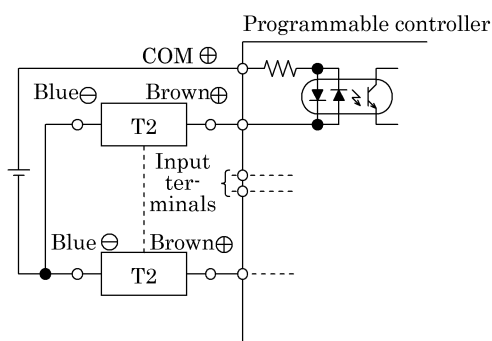 Programmable controller
COM ⊕
Blue⊖ Brown⊕
T2
Input
ter-
minals
Blue ⊖ Brown⊕
T2